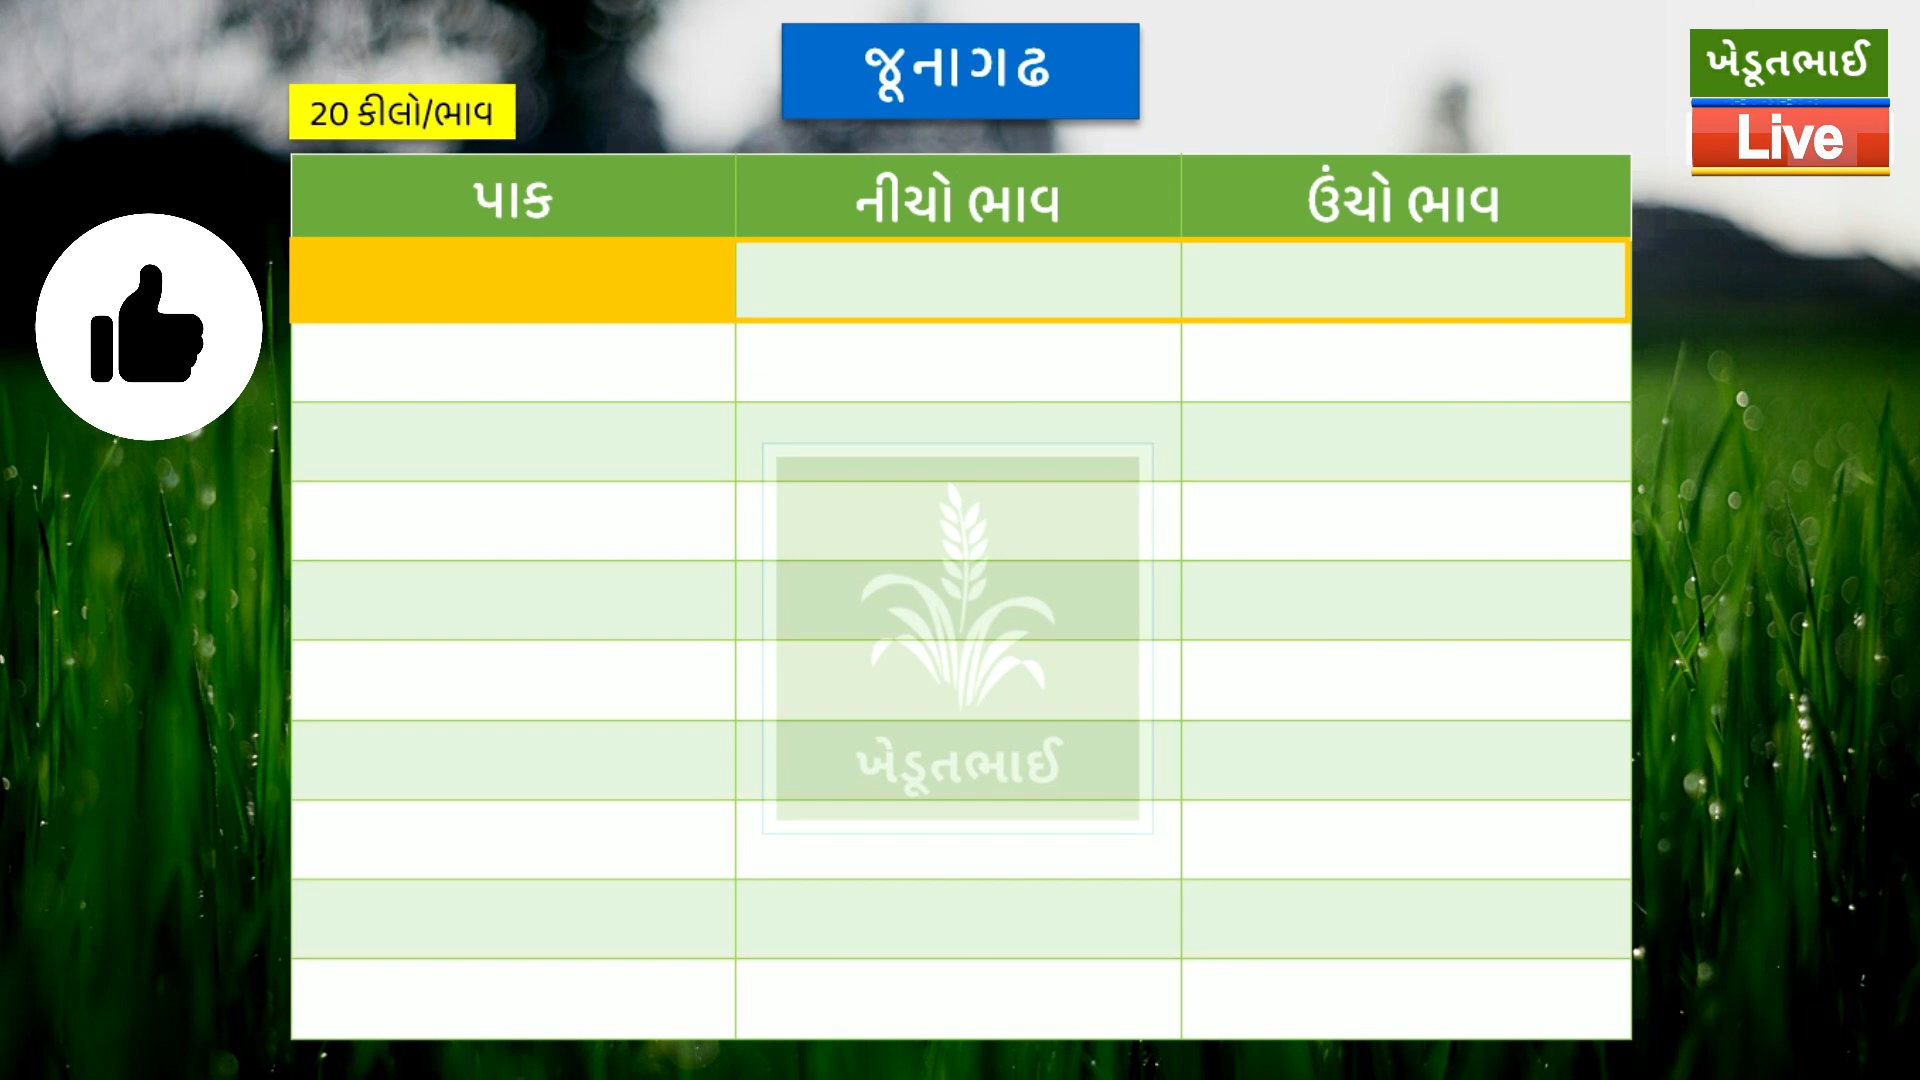 જૂનાગઢ
ખેડૂતભાઈ
Live
20 કીલો/ભાવ
પાક નીચો ભાવ ઉંચો ભાવ
ખેડૂતભાઈ